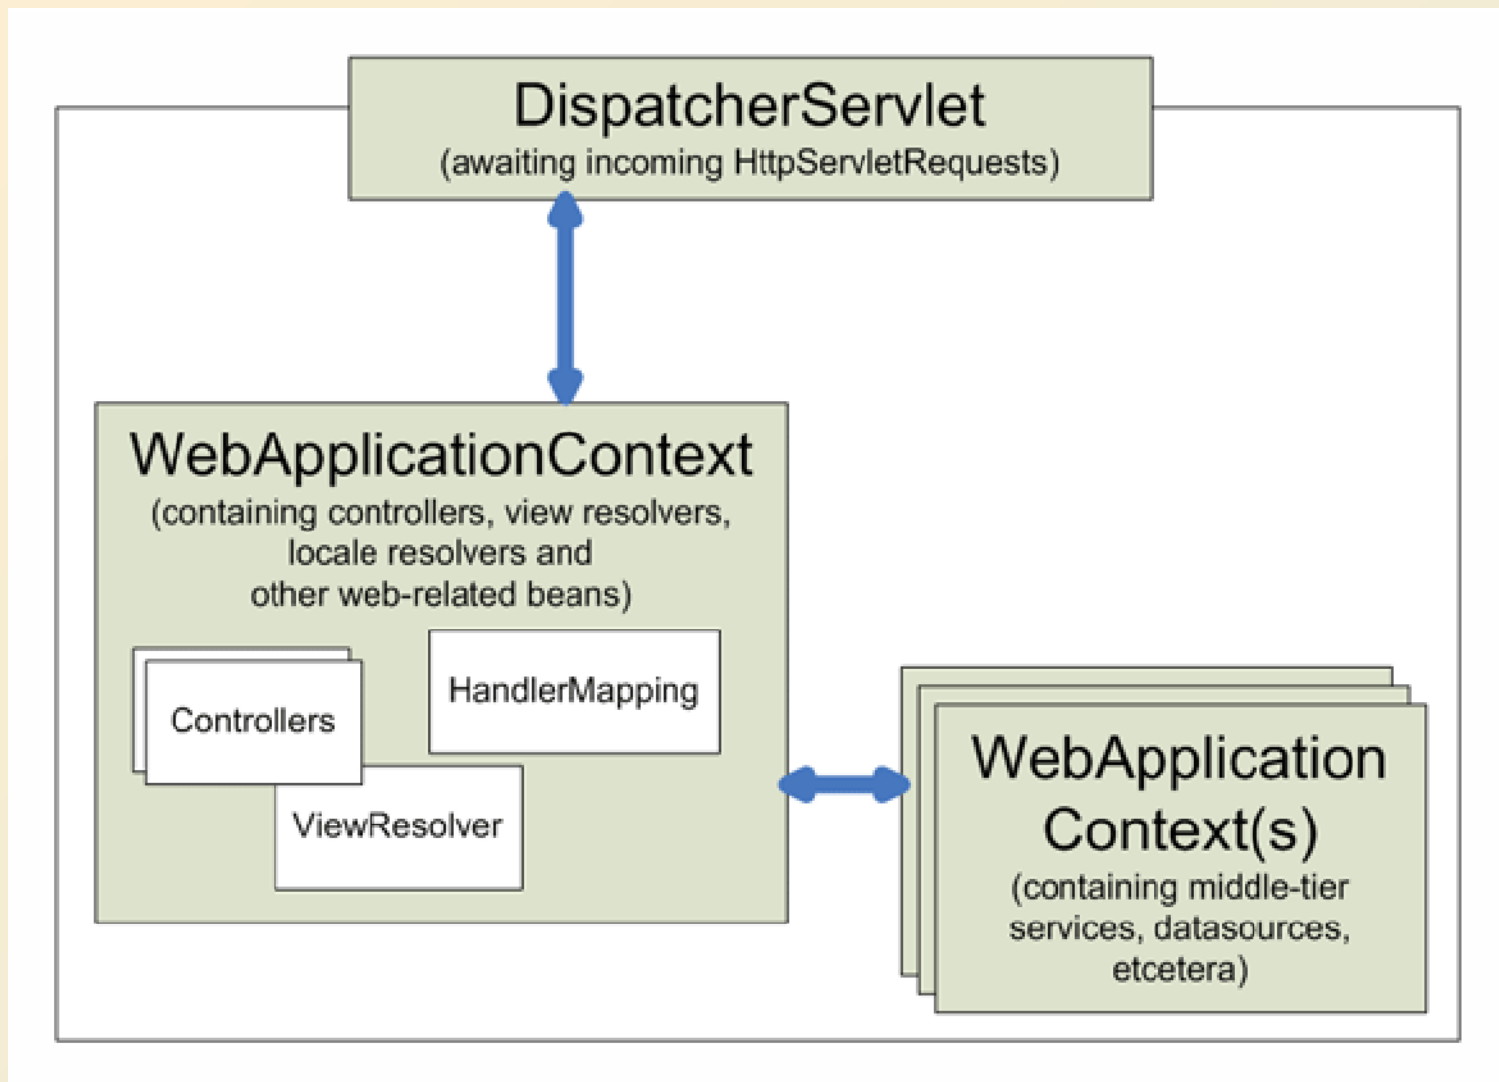 DispatcherServlet
(awaiting incoming HttpServletRequests)
WebApplicationContext
(containing controllers, view resolvers,
locale resolvers and
other web-related beans)
HandlerMapping
Controllers
ViewResolver
WebApplication
Context(s)
(containing middle-tier
services, datasources,
etcetera)